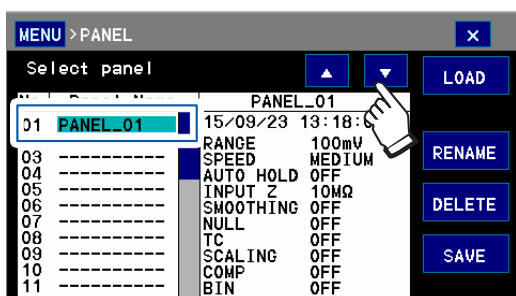 MENU >PANEL
×
Select panel
▲ ▼
LOAD
PANEL_01
01 PANEL_01
15/09/23 13:18:
RANGE 100mV
03 ---------- SPEED MEDIUM
RENAME
04 ---------- AUTO HOLD OFF
05 ---------- INPUT Z 10MΩ
06 ---------- SMOOTHING OFF
DELETE
07 ---------- NULL OFF
08 ---------- TC OFF
09 ---------- SCALING OFF
SAVE
10 ---------- COMP OFF
11 ---------- BIN OFF